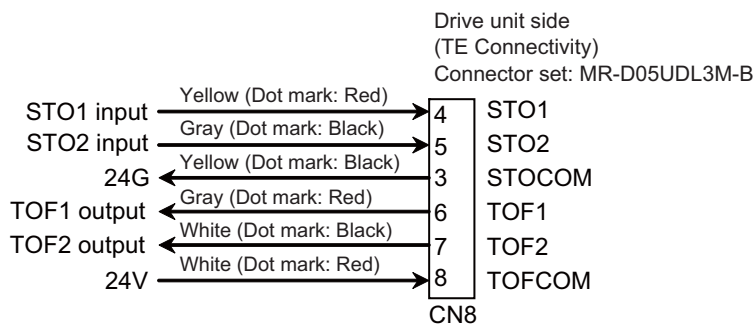 Drive unit side
(TE Connectivity)
Connector set: MR-D05UDL3M-B
STO1 input Yellow (Dot mark: Red) 4 STO1
STO2 input Gray (Dot mark: Black) 5 STO2
24G Yellow (Dot mark: Black) 3 STOCOM
TOF1 output Gray (Dot mark: Red) 6 TOF1
TOF2 output White (Dot mark: Black) 7 TOF2
24V White (Dot mark: Red) 8 TOFCOM
CN8